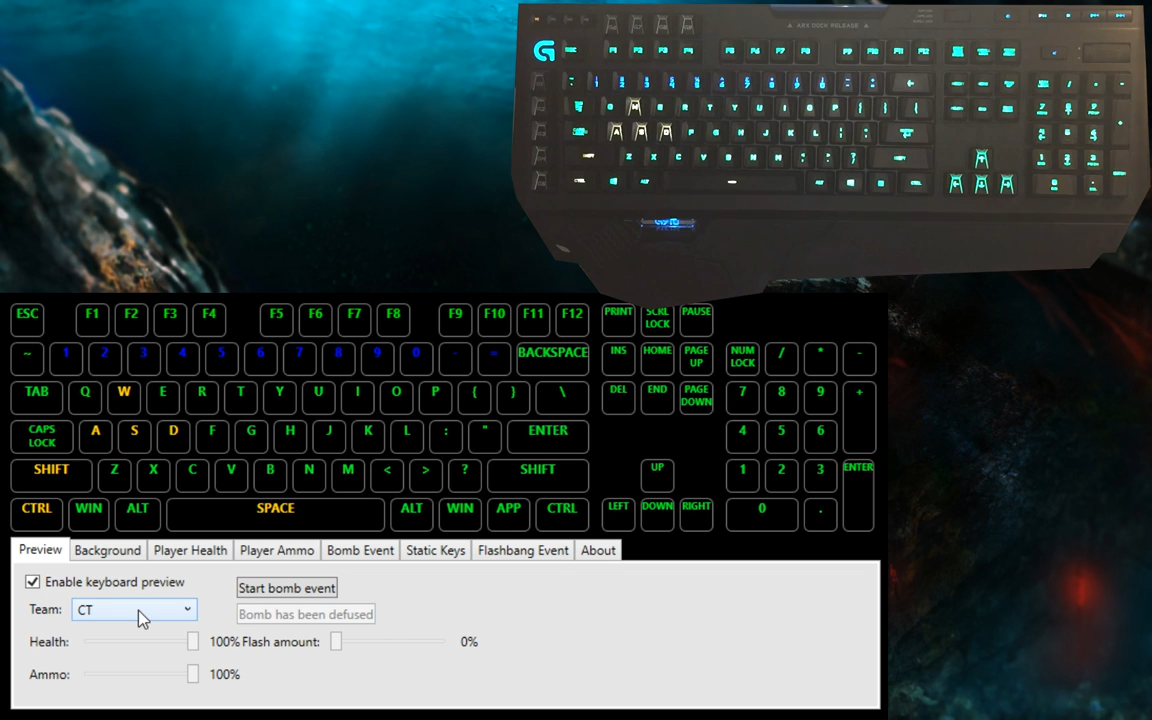 ▲ ARX DOCK RELEASE ▲
ESC F1 F2 F3 F4 F5 F6 F7 F8 F9 F10 F11 F12 PRINT SCRL LOCK PAUSE
~ 1 2 3 4 5 6 7 8 9 0 - = BACKSPACE INS HOME PAGE UP NUM LOCK / * -
TAB Q W E R T Y U I O P { } \ DEL END PAGE DOWN 7 8 9 +
CAPS LOCK A S D F G H J K L : " ENTER 4 5 6
SHIFT Z X C V B N M < > ? SHIFT UP 1 2 3 ENTER
CTRL WIN ALT SPACE ALT WIN APP CTRL LEFT DOWN RIGHT 0 .
Preview Background Player Health Player Ammo Bomb Event Static Keys Flashbang Event About
Enable keyboard preview Start bomb event
Team: CT Bomb has been defused
Health: 100% Flash amount: 0%
Ammo: 100%